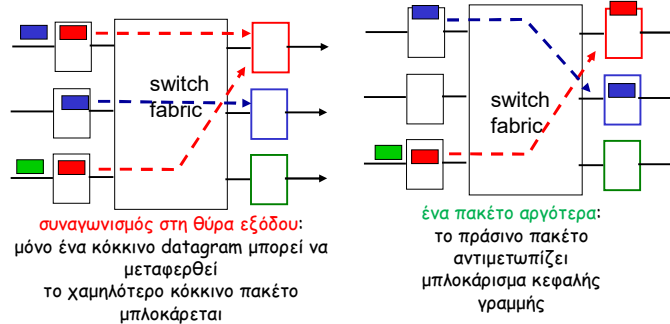 switch
fabric
συναγωνισμός στη θύρα εξόδου:
μόνο ένα κόκκινο datagram μπορεί να
μεταφερθεί
το χαμηλότερο κόκκινο πακέτο
μπλοκάρεται
switch
fabric
ένα πακέτο αργότερα:
το πράσινο πακέτο
αντιμετωπίζει
μπλοκάρισμα κεφαλής
γραμμής